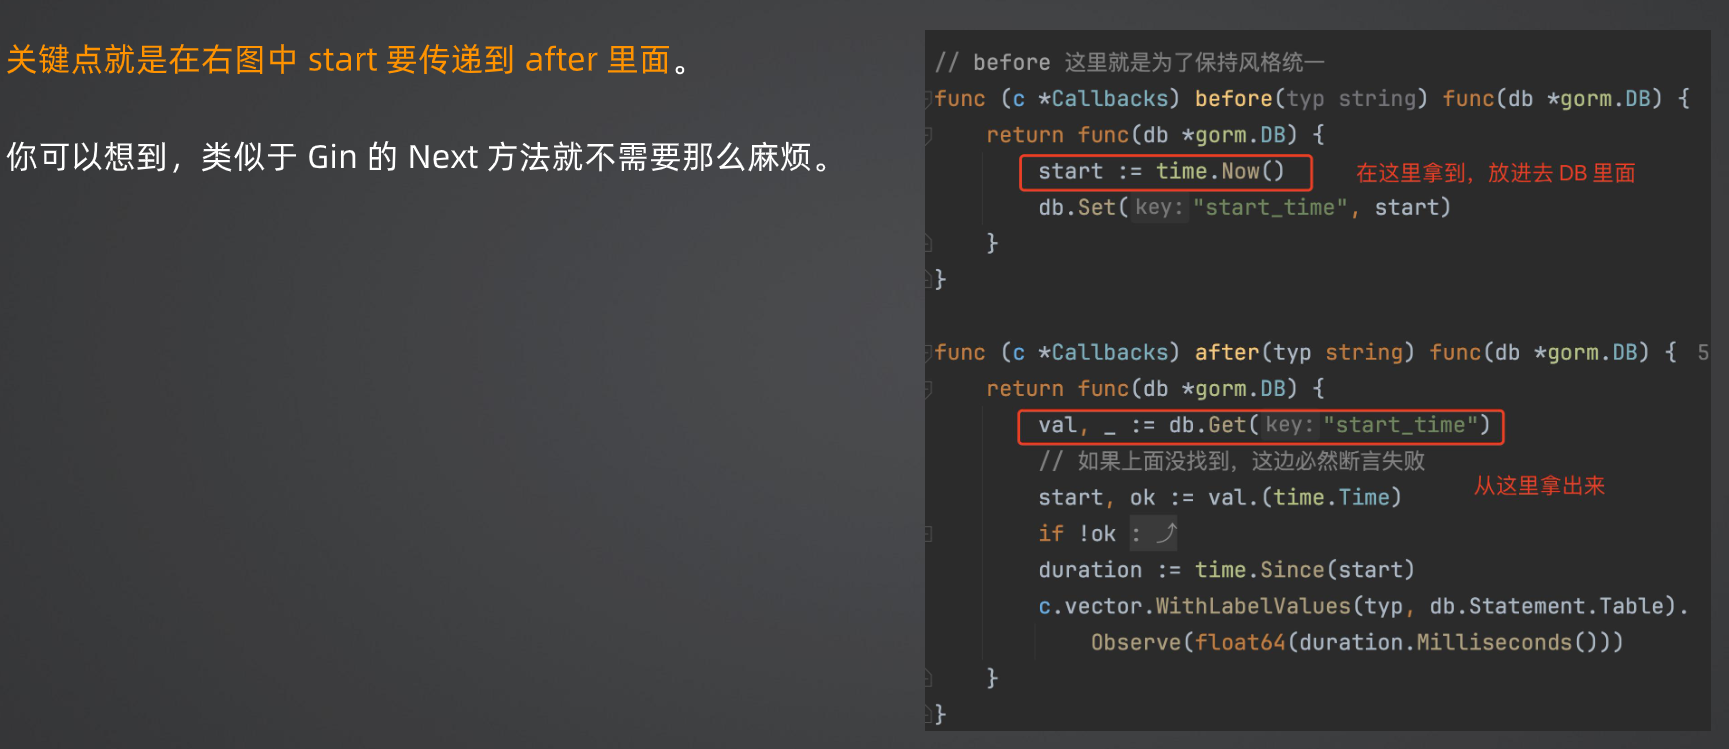 关键点就是在右图中 start 要传递到 after 里面。
你可以想到，类似于 Gin 的 Next 方法就不需要那么麻烦。
// before 这里就是为了保持风格统一
func (c *Callbacks) before(typ string) func(db *gorm.DB) {
return func(db *gorm.DB) {
start := time.Now()
在这里拿到，放进去 DB 里面
db.Set(key: "start_time", start)
}
}
func (c *Callbacks) after(typ string) func(db *gorm.DB) { 5
return func(db *gorm.DB) {
val, _ := db.Get(key: "start_time")
// 如果上面没找到，这边必然断言失败
从这里拿出来
start, ok := val.(time.Time)
if !ok :
duration := time.Since(start)
c.vector.WithLabelValues(typ, db.Statement.Table).
Observe(float64(duration.Milliseconds()))
}
}